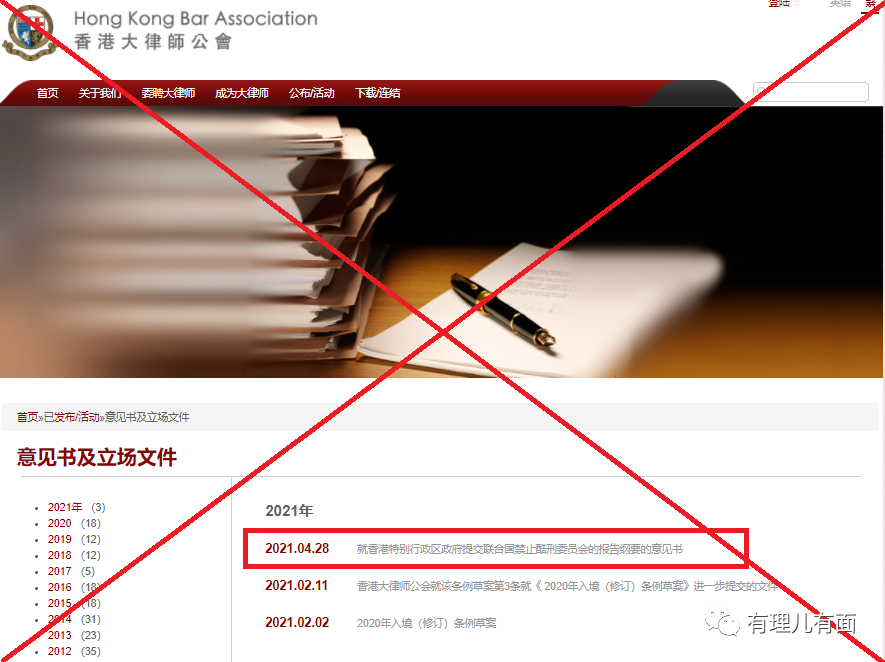 登陆 英语 繁
Hong Kong Bar Association
香港大律師公會
首页 关于我们 委聘大律师 成为大律师 公布/活动 下载/连结
首页»已发布/活动»意见书及立场文件
意见书及立场文件
2021年 (3)
2020 (18)
2019 (12)
2018 (12)
2017 (5)
2016 (18)
2015 (18)
2014 (31)
2013 (23)
2012 (35)
2021年
2021.04.28 就香港特别行政区政府提交联合国禁止酷刑委员会的报告纲要的意见书
2021.02.11 香港大律师公会就该条例草案第3条就《 2020年入境（修订）条例草案》进一步提交的文件
2021.02.02 2020年入境（修订）条例草案
有理儿有面